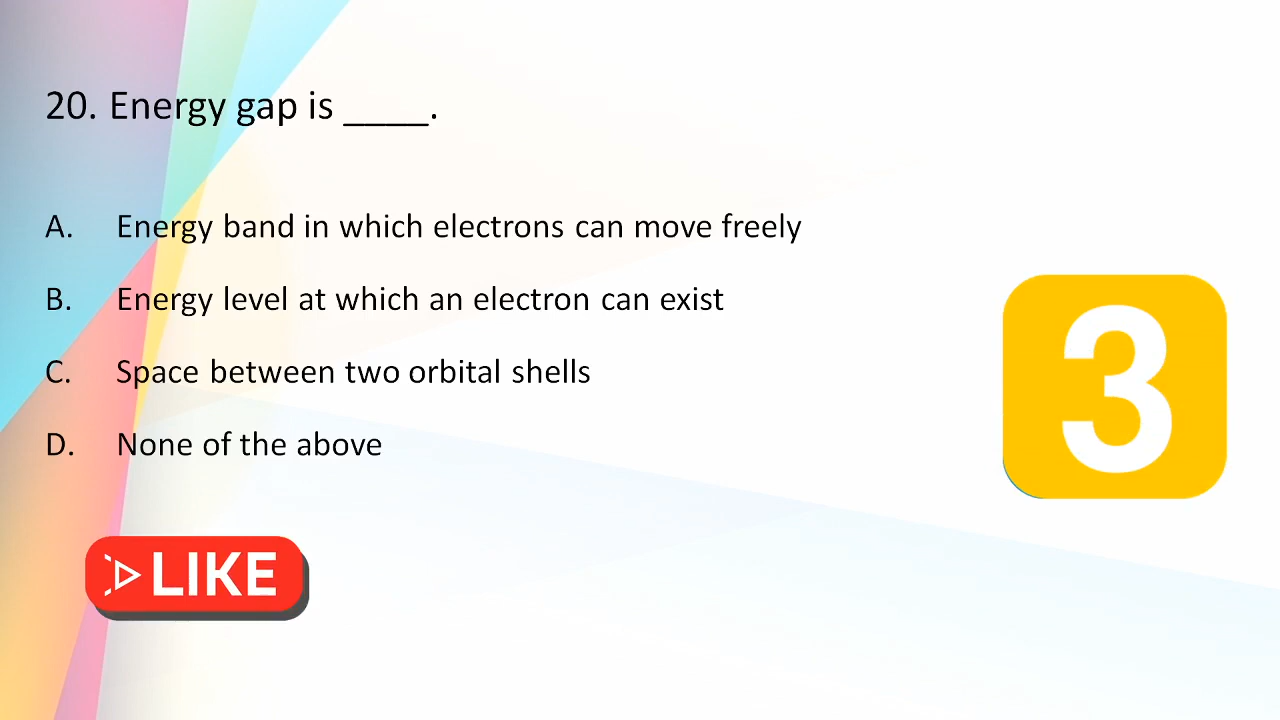 20. Energy gap is ____.
A. Energy band in which electrons can move freely
B. Energy level at which an electron can exist
C. Space between two orbital shells
D. None of the above
3
LIKE